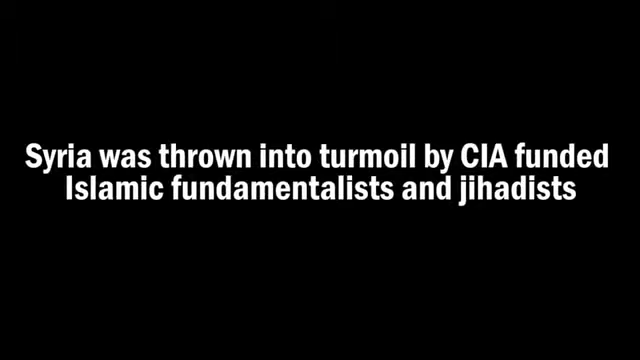 Syria was thrown into turmoil by CIA funded
Islamic fundamentalists and jihadists